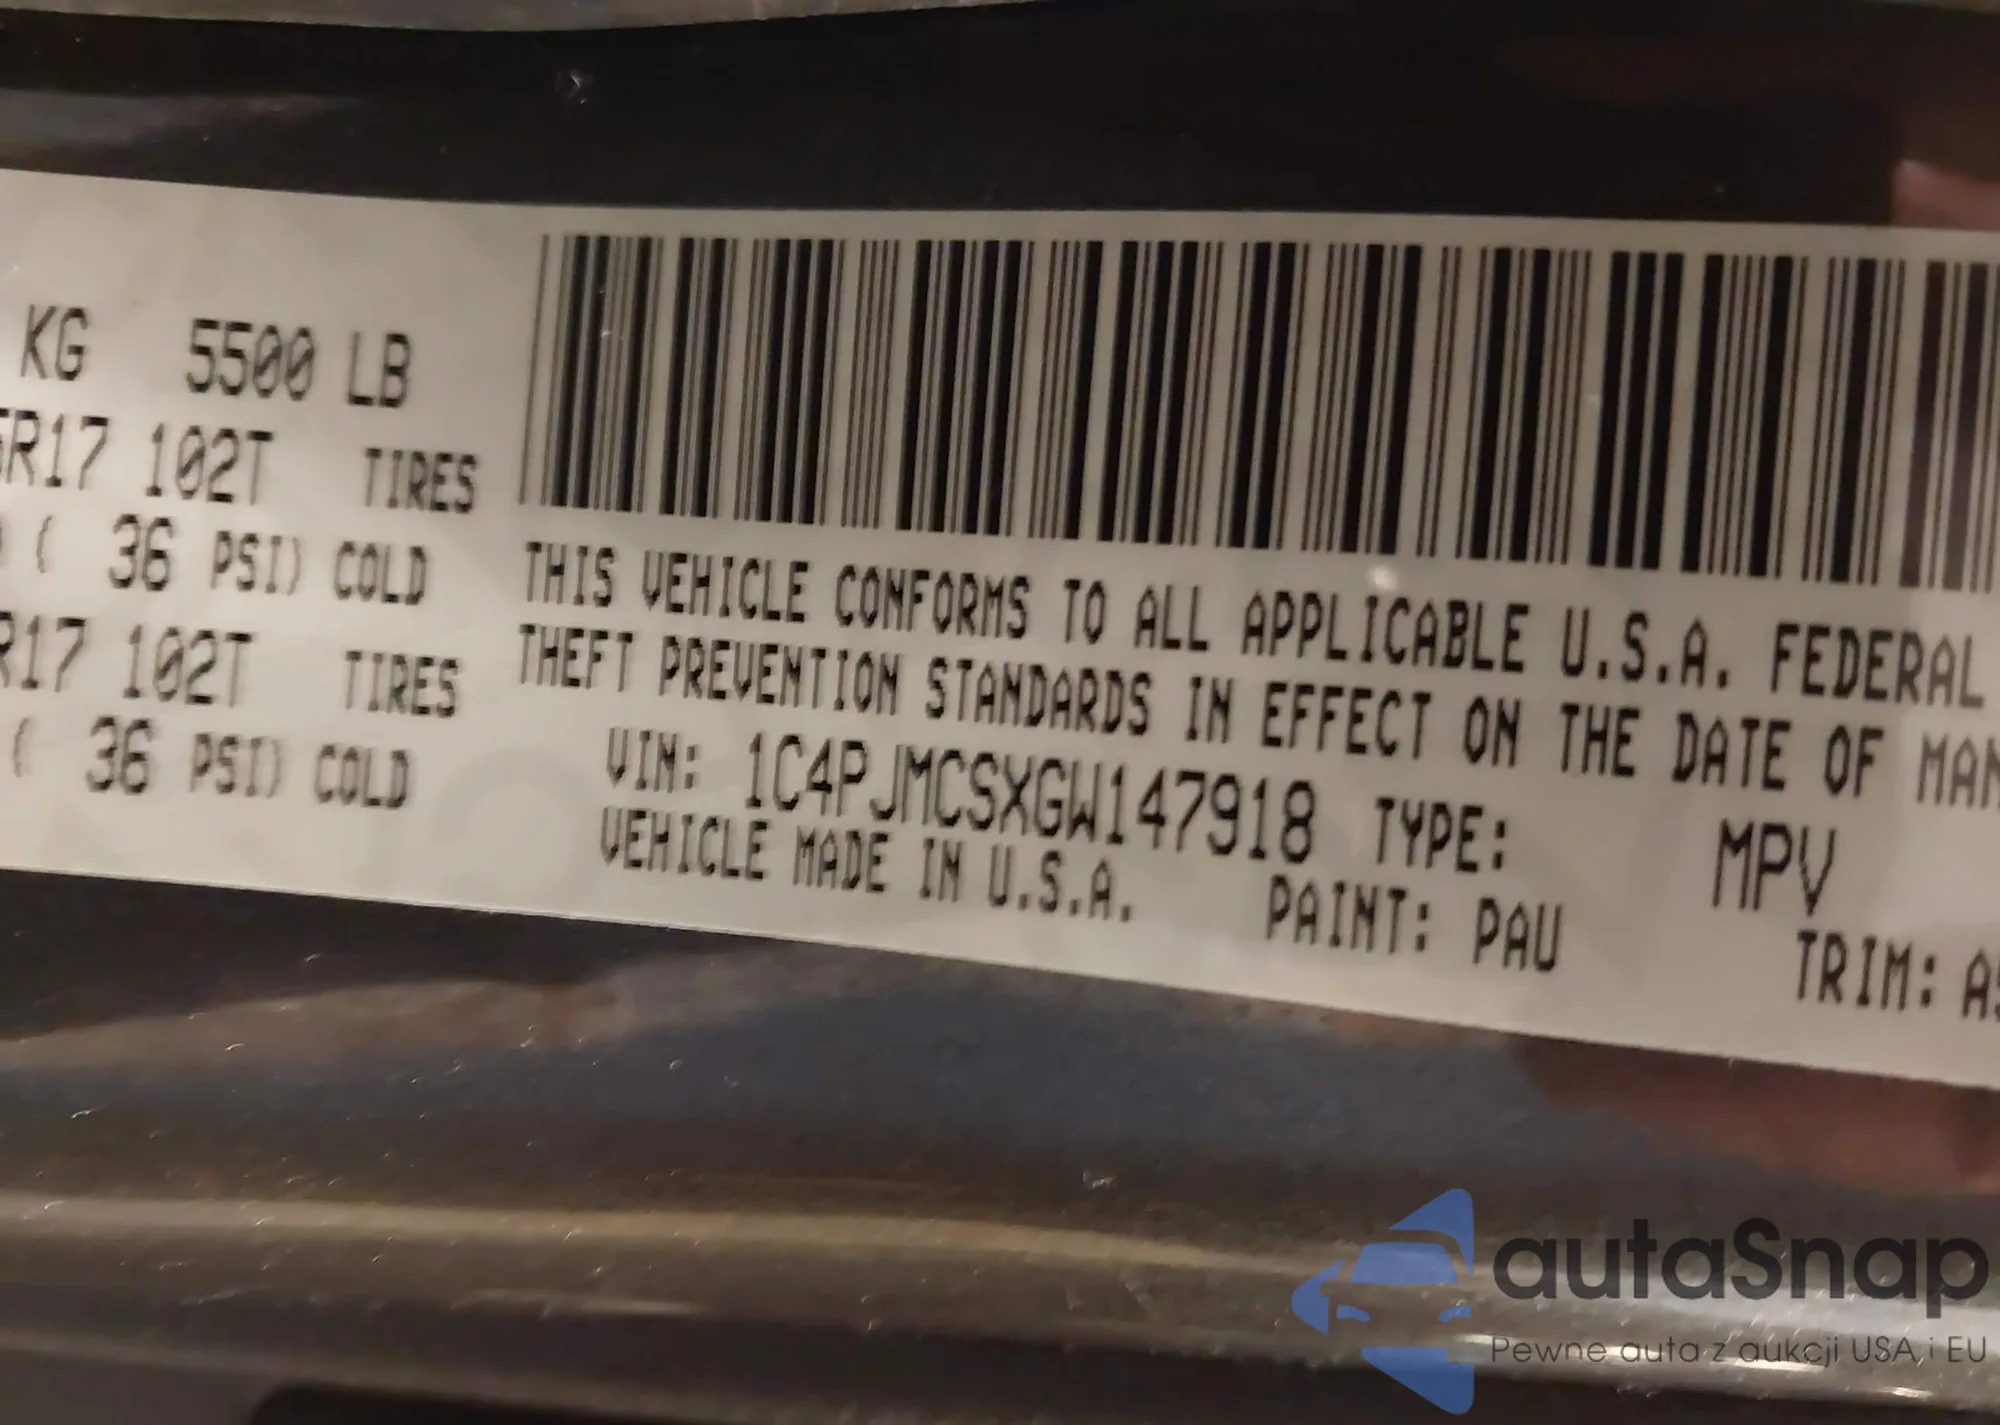 KG 5500 LB
5R17 102T TIRES
( 36 PSI) COLD
R17 102T TIRES
( 36 PSI) COLD
THIS VEHICLE CONFORMS TO ALL APPLICABLE U.S.A. FEDERAL
THEFT PREVENTION STANDARDS IN EFFECT ON THE DATE OF MAN
VIN: 1C4PJMCSXGW147918 TYPE: MPV
VEHICLE MADE IN U.S.A. PAINT: PAU TRIM: A
autaSnap
Pewne auta z aukcji USA i EU